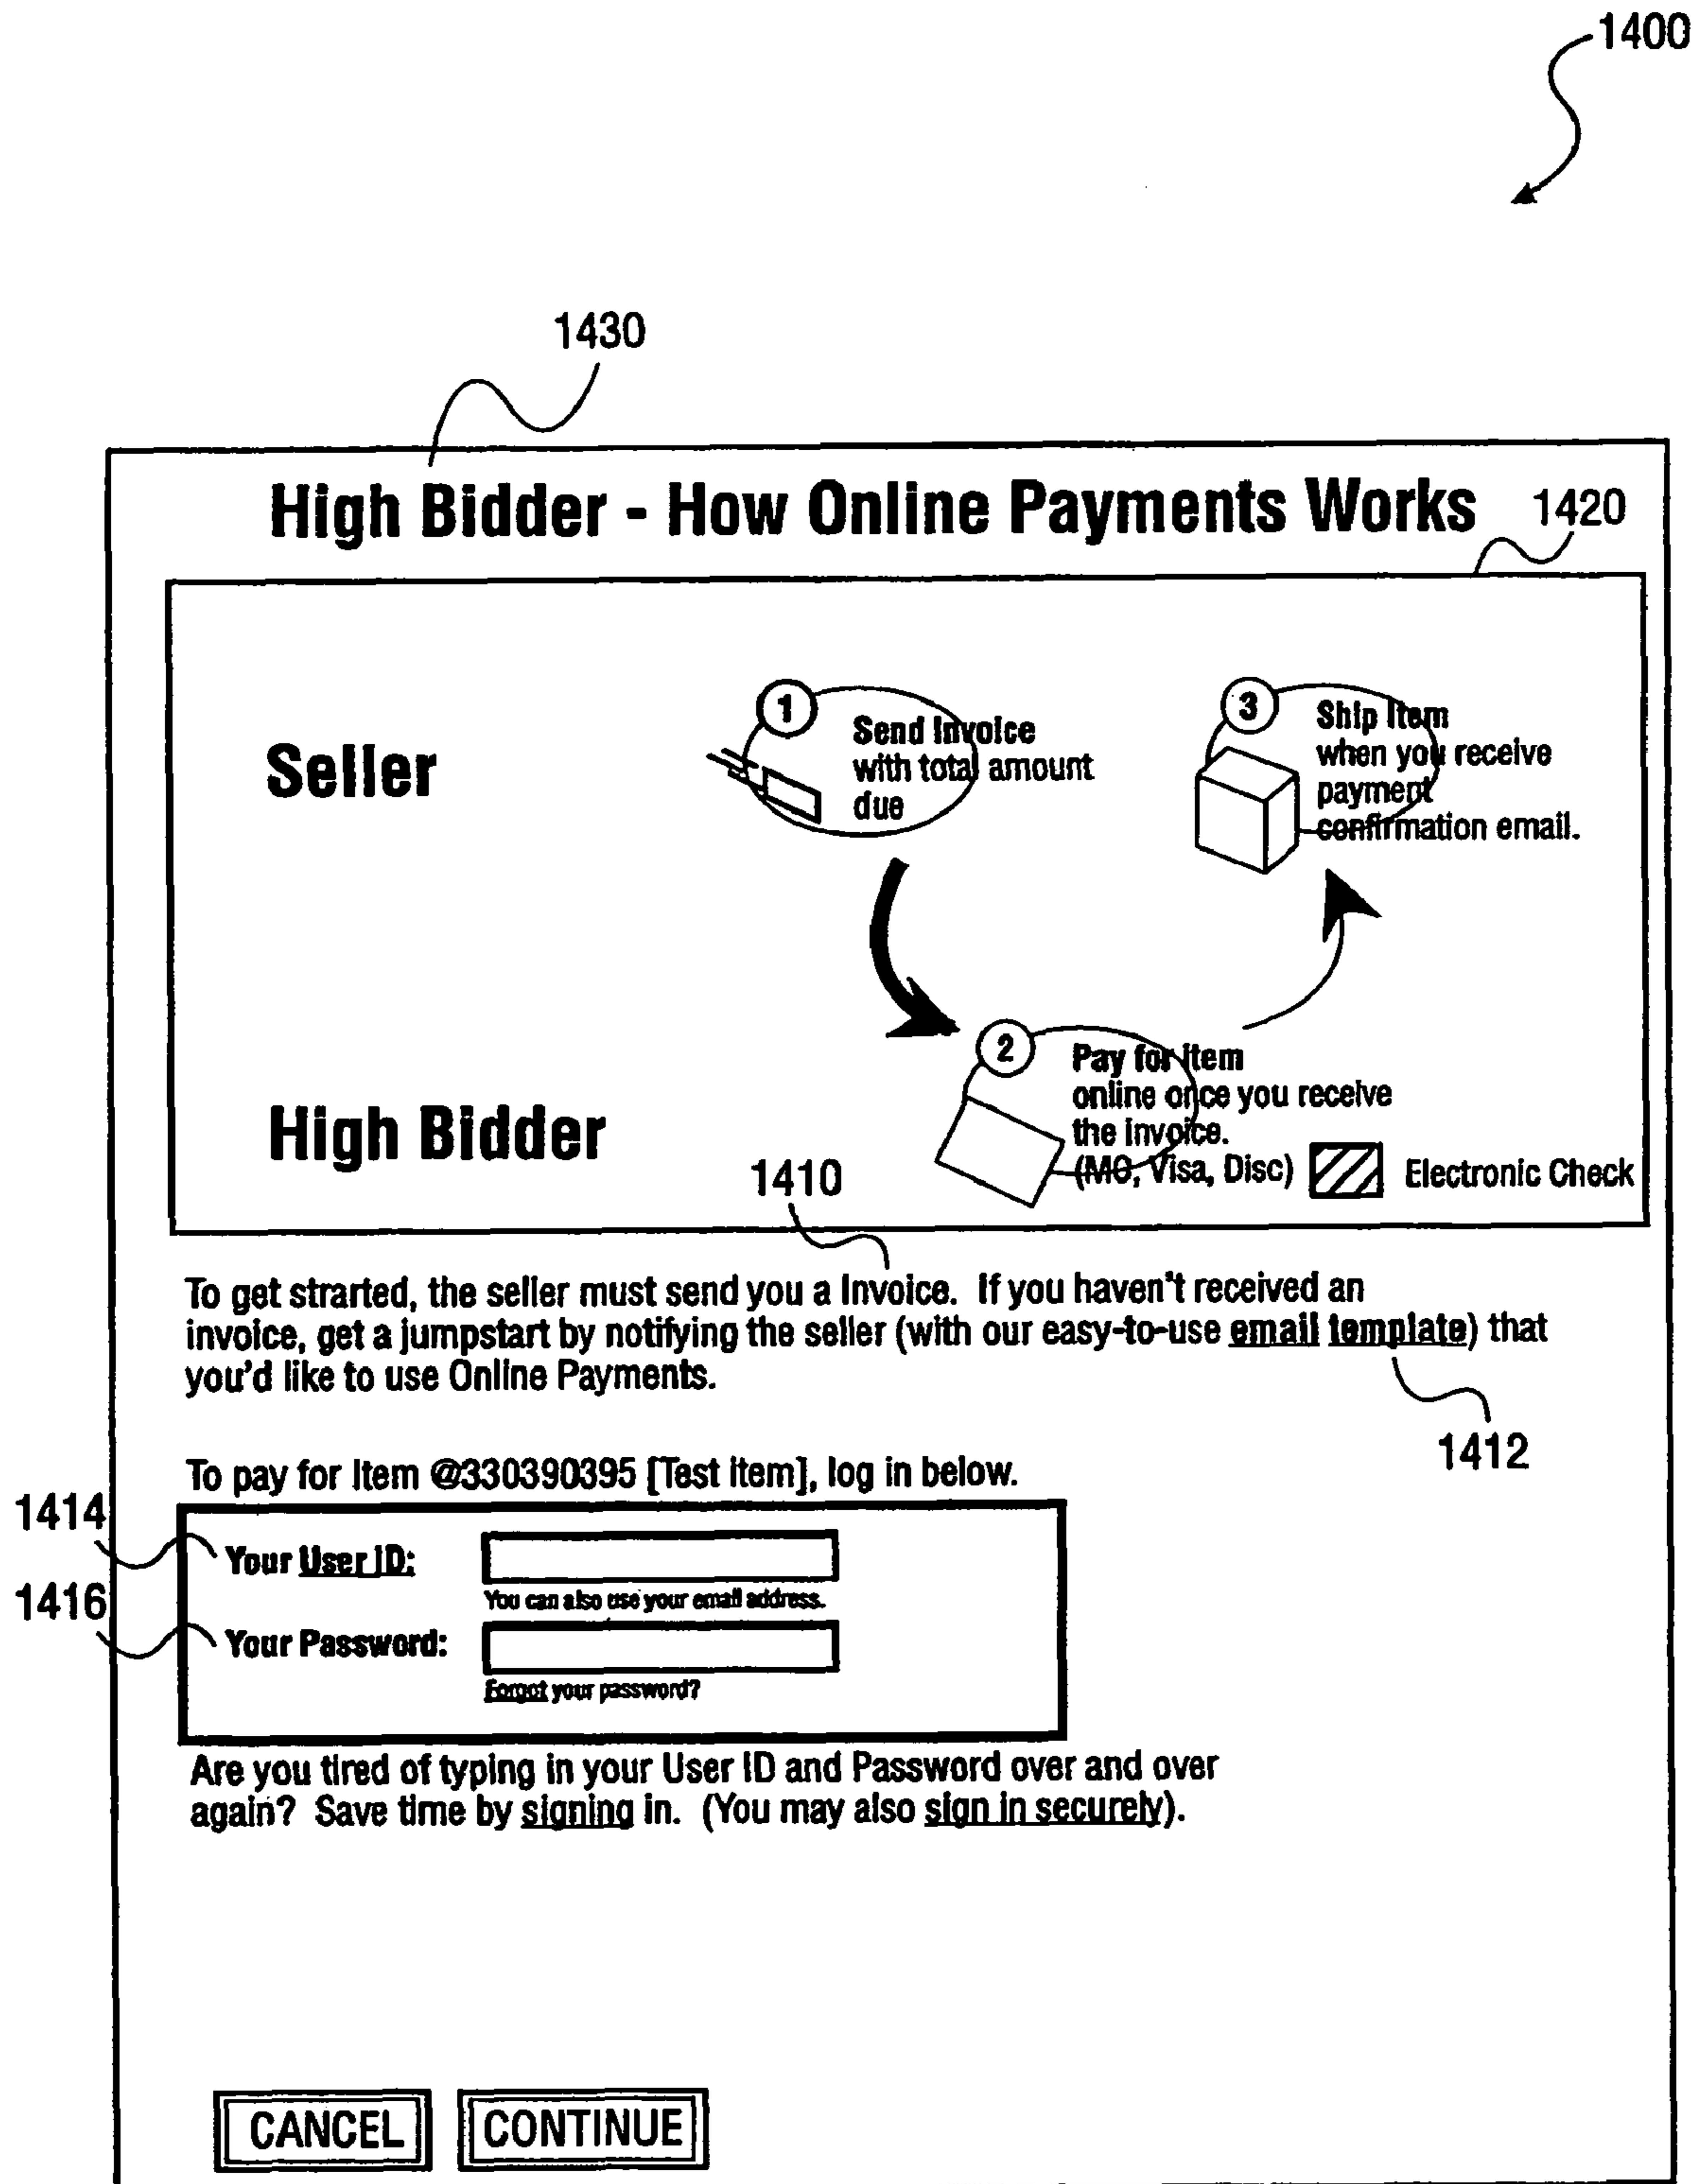 1400
1430
High Bidder - How Online Payments Works
1420
Seller
1
Send Invoice
with total amount
due
3
Ship Item
when you receive
payment
confirmation email.
High Bidder
2
Pay for item
online once you receive
the invoice.
(MC, Visa, Disc)
Electronic Check
1410
To get strarted, the seller must send you a Invoice. If you haven't received an
invoice, get a jumpstart by notifying the seller (with our easy-to-use email template) that
you'd like to use Online Payments.
1412
To pay for Item @330390395 [Test Item], log in below.
1414
Your User ID:
You can also use your email address.
1416
Your Password:
Forgot your password?
Are you tired of typing in your User ID and Password over and over
again? Save time by signing in. (You may also sign in securely).
CANCEL
CONTINUE